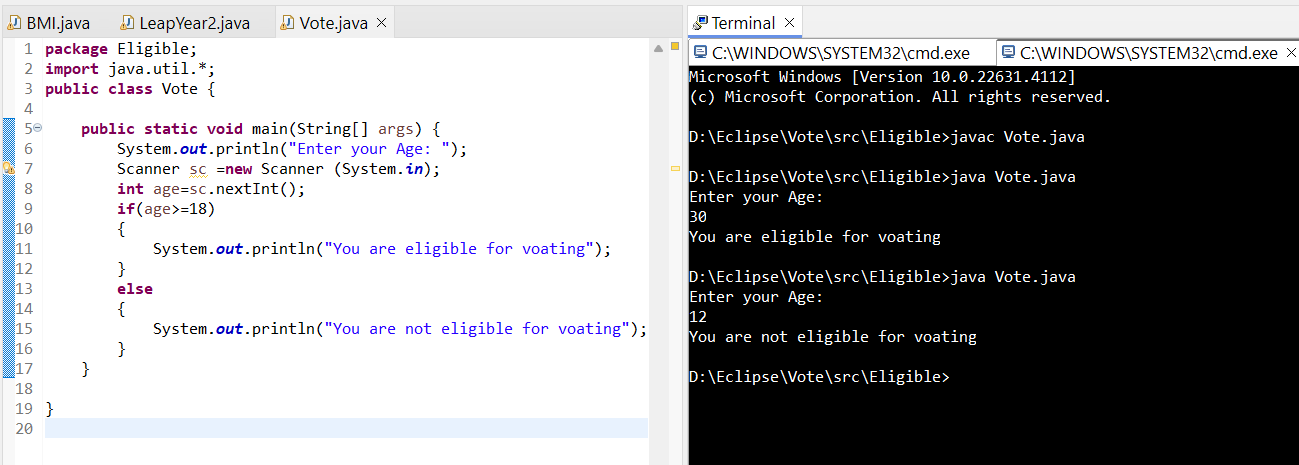 BMI.java LeapYear2.java Vote.java
1 package Eligible;
2 import java.util.*;
3 public class Vote {
4
5 public static void main(String[] args) {
6 System.out.println("Enter your Age: ");
7 Scanner sc =new Scanner (System.in);
8 int age=sc.nextInt();
9 if(age>=18)
10 {
11 System.out.println("You are eligible for voating");
12 }
13 else
14 {
15 System.out.println("You are not eligible for voating");
16 }
17 }
18
19 }
20
Terminal
C:\WINDOWS\SYSTEM32\cmd.exe C:\WINDOWS\SYSTEM32\cmd.exe
Microsoft Windows [Version 10.0.22631.4112]
(c) Microsoft Corporation. All rights reserved.
D:\Eclipse\Vote\src\Eligible>javac Vote.java
D:\Eclipse\Vote\src\Eligible>java Vote.java
Enter your Age:
30
You are eligible for voating
D:\Eclipse\Vote\src\Eligible>java Vote.java
Enter your Age:
12
You are not eligible for voating
D:\Eclipse\Vote\src\Eligible>